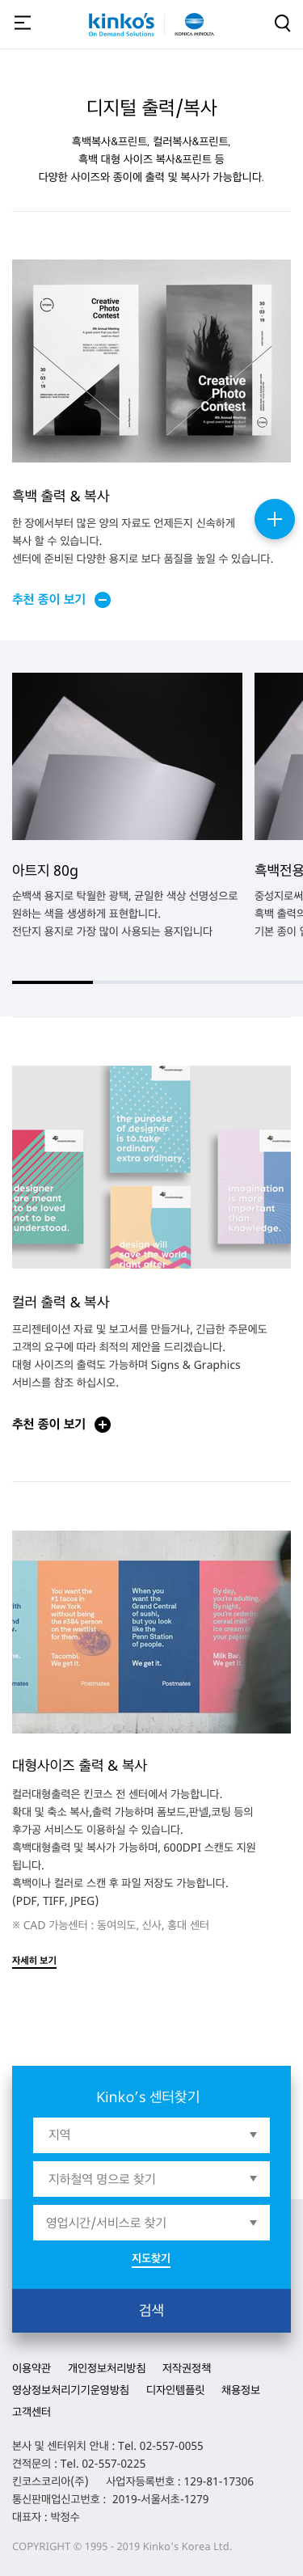 kinko's
On Demand Solutions
KONICA MINOLTA
디지털 출력/복사
흑백복사&프린트, 컬러복사&프린트,
흑백 대형 사이즈 복사&프린트 등
다양한 사이즈와 종이에 출력 및 복사가 가능합니다.
Creative
Photo
Contest
4th Annual Meeting
30
-
03
-
19
Creative
Photo
Contest
4th Annual Meeting
30
-
03
-
19
흑백 출력 & 복사
한 장에서부터 많은 양의 자료도 언제든지 신속하게
복사 할 수 있습니다.
센터에 준비된 다양한 용지로 보다 품질을 높일 수 있습니다.
추천 종이 보기
아트지 80g
순백색 용지로 탁월한 광택, 균일한 색상 선명성으로
원하는 색을 생생하게 표현합니다.
전단지 용지로 가장 많이 사용되는 용지입니다
흑백전용
중성지로써
흑백 출력의
기본 종이 입
the purpose
of designer
is to take
ordinary
extra ordinary.
designer
are meant
to be loved
not to be
understood.
imagination
is more
important
than
knowledge.
design will
save the world
right after
컬러 출력 & 복사
프리젠테이션 자료 및 보고서를 만들거나, 긴급한 주문에도
고객의 요구에 따라 최적의 제안을 드리겠습니다.
대형 사이즈의 출력도 가능하며 Signs & Graphics
서비스를 참조 하십시오.
추천 종이 보기
You want the
#1 tacos in
New York
without being
the #384 person
on the waitlist
for them.
Tacombi.
We get it.
Postmates
When you
want the
Grand Central
of sushi,
but you look
like the
Penn Station
of people.
We get it.
Postmates
By day,
you're adulting.
By night,
you're ordering
cereal milk
ice cream in
your pajamas.
Milk Bar.
We get it.
대형사이즈 출력 & 복사
컬러대형출력은 킨코스 전 센터에서 가능합니다.
확대 및 축소 복사,출력 가능하며 폼보드,판넬,코팅 등의
후가공 서비스도 이용하실 수 있습니다.
흑백대형출력 및 복사가 가능하며, 600DPI 스캔도 지원
됩니다.
흑백이나 컬러로 스캔 후 파일 저장도 가능합니다.
(PDF, TIFF, JPEG)
※ CAD 가능센터 : 동여의도, 신사, 홍대 센터
자세히 보기
Kinko's 센터찾기
지역
지하철역 명으로 찾기
영업시간/서비스로 찾기
지도찾기
검색
이용약관 개인정보처리방침 저작권정책
영상정보처리기기운영방침 디자인템플릿 채용정보
고객센터
본사 및 센터위치 안내 : Tel. 02-557-0055
견적문의 : Tel. 02-557-0225
킨코스코리아(주) 사업자등록번호 : 129-81-17306
통신판매업신고번호 : 2019-서울서초-1279
대표자 : 박정수
COPYRIGHT © 1995 - 2019 Kinko's Korea Ltd.